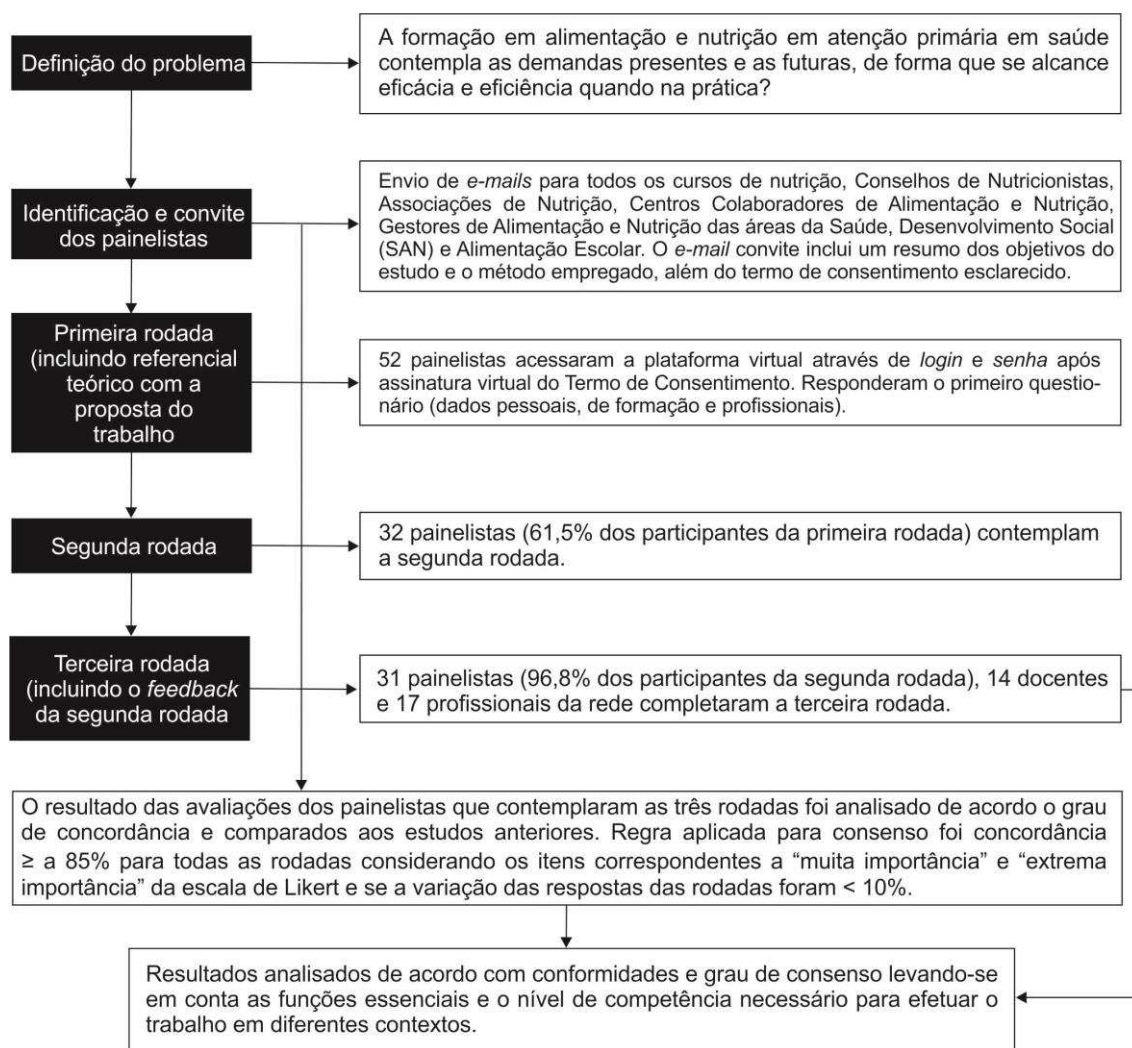 Definição do problema
A formação em alimentação e nutrição em atenção primária em saúde
contempla as demandas presentes e as futuras, de forma que se alcance
eficácia e eficiência quando na prática?
Identificação e convite
dos painelistas
Envio de e-mails para todos os cursos de nutrição, Conselhos de Nutricionistas,
Associações de Nutrição, Centros Colaboradores de Alimentação e Nutrição,
Gestores de Alimentação e Nutrição das áreas da Saúde, Desenvolvimento Social
(SAN) e Alimentação Escolar. O e-mail convite inclui um resumo dos objetivos do
estudo e o método empregado, além do termo de consentimento esclarecido.
Primeira rodada
(incluindo referencial
teórico com a
proposta do
trabalho
52 painelistas acessaram a plataforma virtual através de login e senha após
assinatura virtual do Termo de Consentimento. Responderam o primeiro questio-
nário (dados pessoais, de formação e profissionais).
Segunda rodada
32 painelistas (61,5% dos participantes da primeira rodada) contemplam
a segunda rodada.
Terceira rodada
(incluindo o feedback
da segunda rodada
31 painelistas (96,8% dos participantes da segunda rodada), 14 docentes
e 17 profissionais da rede completaram a terceira rodada.
O resultado das avaliações dos painelistas que contemplaram as três rodadas foi analisado de acordo o grau
de concordância e comparados aos estudos anteriores. Regra aplicada para consenso foi concordância
≥ a 85% para todas as rodadas considerando os itens correspondentes a “muita importância” e “extrema
importância” da escala de Likert e se a variação das respostas das rodadas foram < 10%.
Resultados analisados de acordo com conformidades e grau de consenso levando-se
em conta as funções essenciais e o nível de competência necessário para efetuar o
trabalho em diferentes contextos.